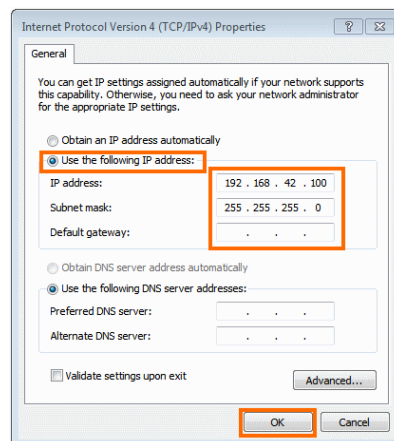 Internet Protocol Version 4 (TCP/IPv4) Properties
General
You can get IP settings assigned automatically if your network supports
this capability. Otherwise, you need to ask your network administrator
for the appropriate IP settings.
Obtain an IP address automatically
Use the following IP address:
IP address: 192 . 168 . 42 . 100
Subnet mask: 255 . 255 . 255 . 0
Default gateway: . . .
Obtain DNS server address automatically
Use the following DNS server addresses:
Preferred DNS server: . . .
Alternate DNS server: . . .
Validate settings upon exit
Advanced...
OK Cancel